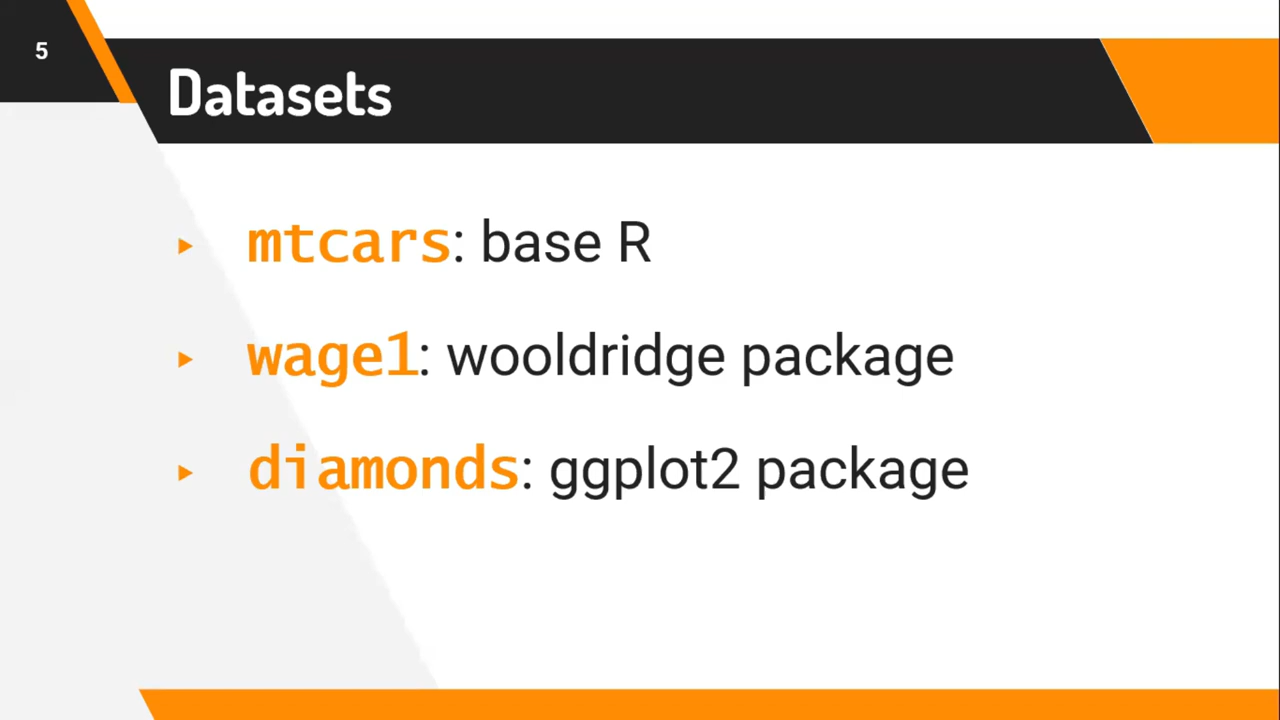 5
Datasets
▸ mtcars: base R
▸ wage1: wooldridge package
▸ diamonds: ggplot2 package